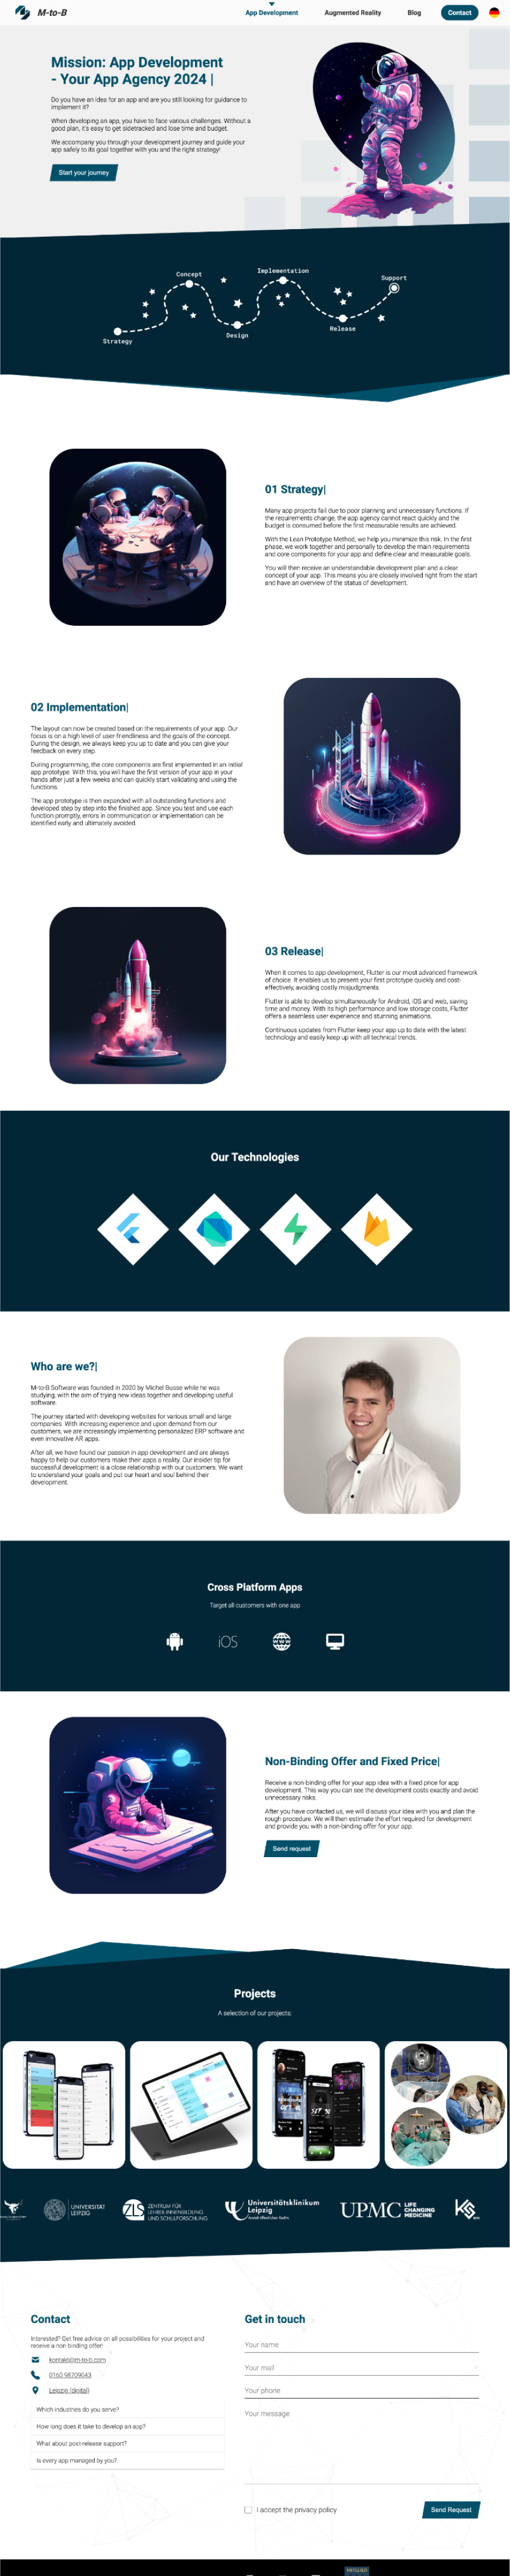 M-to-B
App Development
Augmented Reality
Blog
Contact
Mission: App Development
- Your App Agency 2024 |
Do you have an idea for an app and are you still looking for guidance to
implement it?
When developing an app, you have to face various challenges. Without a
good plan, it's easy to get sidetracked and lose time and budget.
We accompany you through your development journey and guide your
app safely to its goal together with you and the right strategy!
Start your journey
Concept
Implementation
Support
Strategy
Design
Release
01 Strategy|
Many app projects fail due to poor planning and unnecessary functions. If
the requirements change, the app agency cannot react quickly and the
budget is consumed before the first measurable results are achieved.
With the Lean Prototype Method, we help you minimize this risk. In the first
phase, we work together and personally to develop the main requirements
and core components for your app and define clear and measurable goals.
You will then receive an understandable development plan and a clear
concept of your app. This means you are closely involved right from the start
and have an overview of the status of development.
02 Implementation|
The layout can now be created based on the requirements of your app. Our
focus is on a high level of user-friendliness and the goals of the concept.
During the design, we always keep you up to date and you can give your
feedback on every step.
During programming, the core components are first implemented in an initial
app prototype. With this, you will have the first version of your app in your
hands after just a few weeks and can quickly start validating and using the
functions.
The app prototype is then expanded with all outstanding functions and
developed step by step into the finished app. Since you test and use each
function promptly, errors in communication or implementation can be
identified early and ultimately avoided.
03 Release|
When it comes to app development, Flutter is our most advanced framework
of choice. It enables us to present your first prototype quickly and cost-
effectively, avoiding costly misjudgments.
Flutter is able to develop simultaneously for Android, iOS and web, saving
time and money. With its high performance and low storage costs, Flutter
offers a seamless user experience and stunning animations.
Continuous updates from Flutter keep your app up to date with the latest
technology and easily keep up with all technical trends.
Our Technologies
Who are we?|
M-to-B Software was founded in 2020 by Michel Busse while he was
studying, with the aim of trying new ideas together and developing useful
software.
The journey started with developing websites for various small and large
companies. With increasing experience and upon demand from our
customers, we are increasingly implementing personalized ERP software and
even innovative AR apps.
After all, we have found our passion in app development and are always
happy to help our customers make their apps a reality. Our insider tip for
successful development is a close relationship with our customers. We want
to understand your goals and put our heart and soul behind their
development.
Cross Platform Apps
Target all customers with one app
iOS
WWW
Non-Binding Offer and Fixed Price|
Receive a non-binding offer for your app idea with a fixed price for app
development. This way you can see the development costs exactly and avoid
unnecessary risks.
After you have contacted us, we will discuss your idea with you and plan the
rough procedure. We will then estimate the effort required for development
and provide you with a non-binding offer for your app.
Send request
Projects
A selection of our projects:
UNIVERSITÄT
LEIPZIG
ZLS
ZENTRUM FÜR
LEHRER:INNENBILDUNG
UND SCHULFORSCHUNG
Universitätsklinikum
Leipzig
UPMC
LIFE
CHANGING
MEDICINE
Contact
Interested? Get free advice on all possibilities for your project and
receive a non binding offer!
kontakt@m-to-b.com
0160 98709043
Leipzig (digital)
Which industries do you serve?
How long does it take to develop an app?
What about post-release support?
Is every app managed by you?
Get in touch
Your name
Your mail
Your phone
Your message
I accept the privacy policy
Send Request
MITGLIED